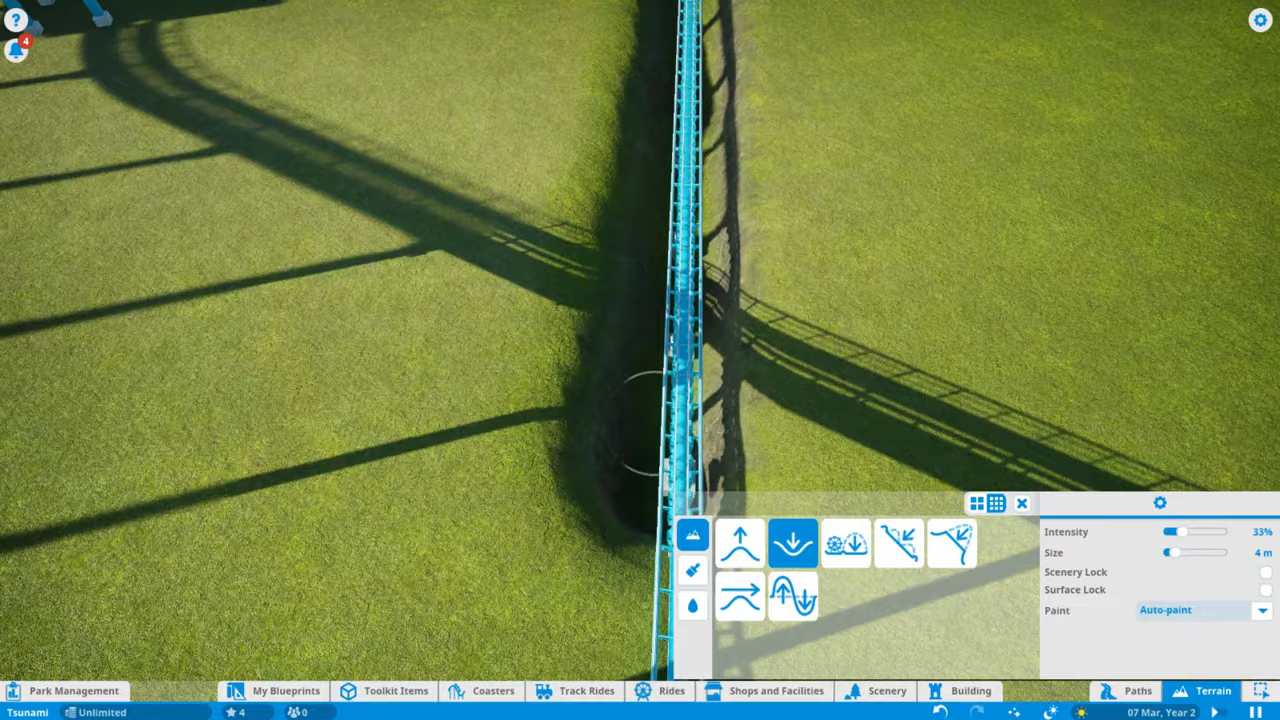 ?
4
Intensity 33%
Size 4 m
Scenery Lock
Surface Lock
Paint Auto-paint
Park Management My Blueprints Toolkit Items Coasters Track Rides Rides Shops and Facilities Scenery Building Paths Terrain
Tsunami Unlimited 4 0 07 Mar, Year 2